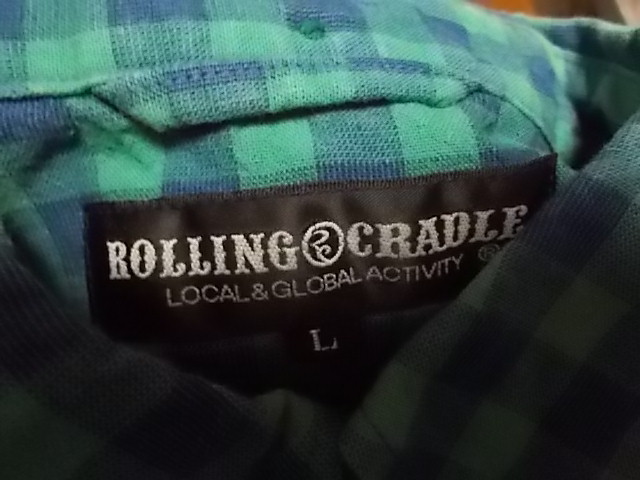 ROLLING CRADLE
LOCAL & GLOBAL ACTIVITY ®
L